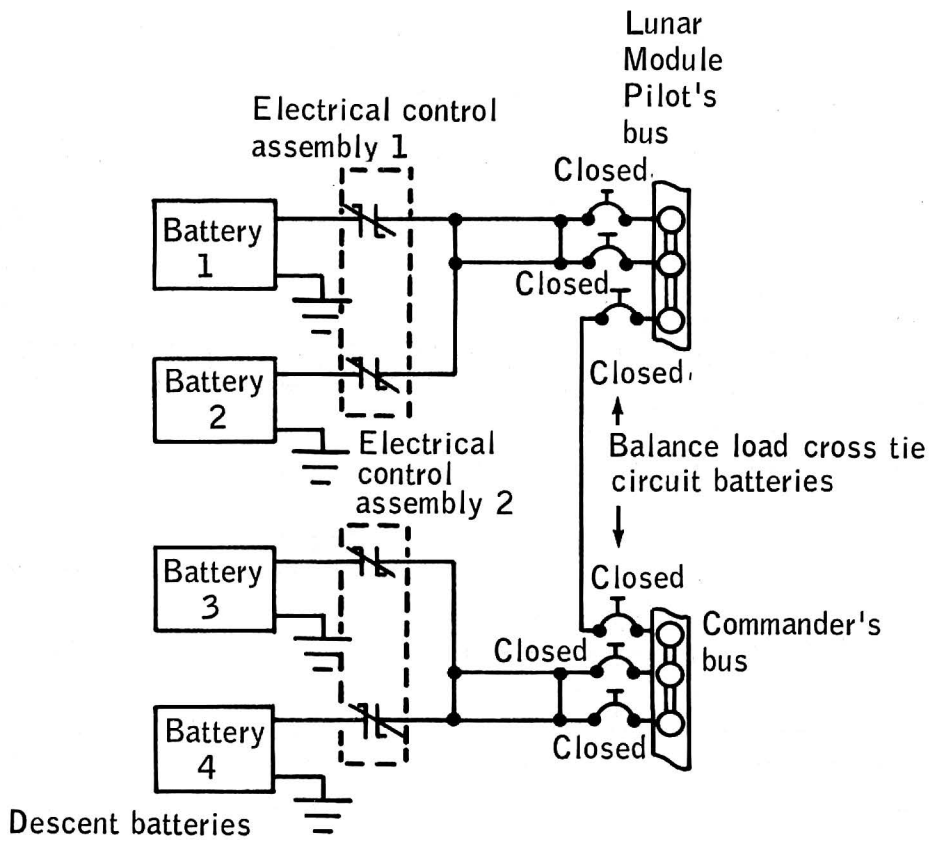 Lunar
Module
Pilot's
bus
Electrical control
assembly 1
Closed
Battery
1
Closed
Closed
Battery
2
Electrical
control
assembly 2
Balance load cross tie
circuit batteries
Battery
3
Closed
Commander's
bus
Closed
Battery
4
Closed
Descent batteries